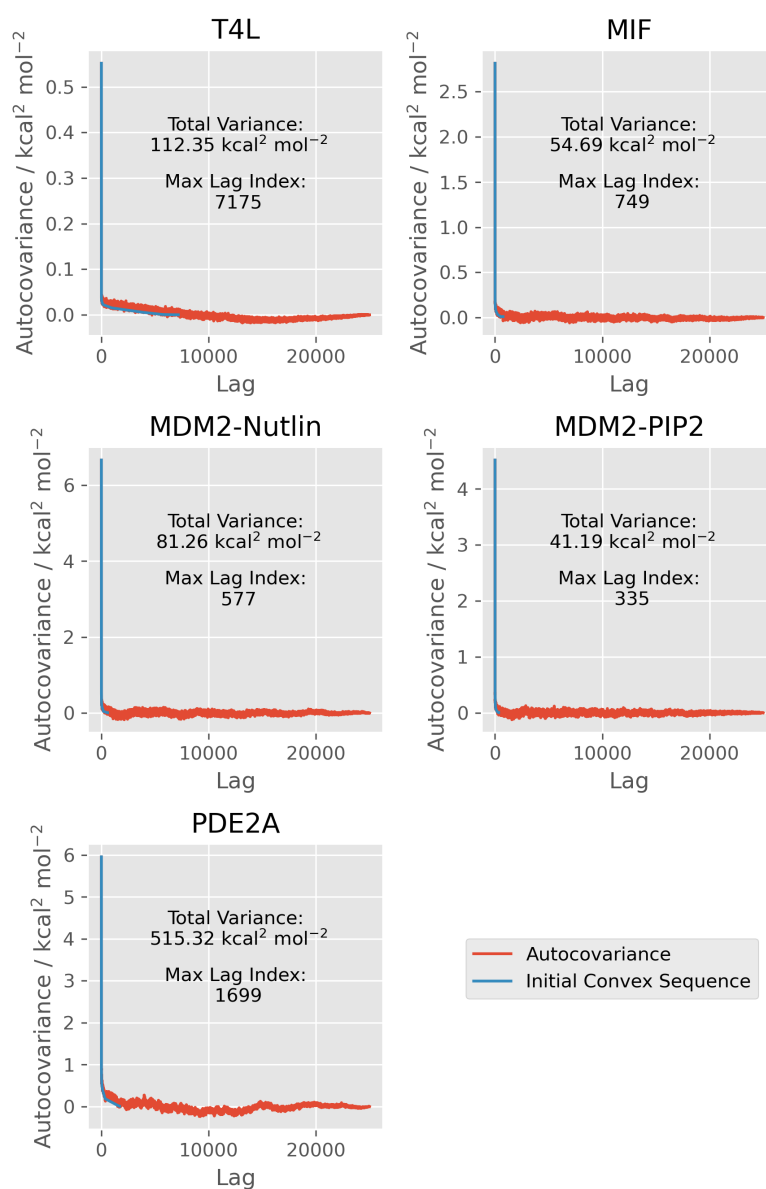 T4L
Autocovariance / kcal² mol⁻²
0.5
0.4
0.3
0.2
0.1
0.0
Total Variance:
112.35 kcal² mol⁻²
Max Lag Index:
7175
0 10000 20000
Lag
MIF
Autocovariance / kcal² mol⁻²
2.5
2.0
1.5
1.0
0.5
0.0
Total Variance:
54.69 kcal² mol⁻²
Max Lag Index:
749
0 10000 20000
Lag
MDM2-Nutlin
Autocovariance / kcal² mol⁻²
6
4
2
0
Total Variance:
81.26 kcal² mol⁻²
Max Lag Index:
577
0 10000 20000
Lag
MDM2-PIP2
Autocovariance / kcal² mol⁻²
4
3
2
1
0
Total Variance:
41.19 kcal² mol⁻²
Max Lag Index:
335
0 10000 20000
Lag
PDE2A
Autocovariance / kcal² mol⁻²
6
5
4
3
2
1
0
Total Variance:
515.32 kcal² mol⁻²
Max Lag Index:
1699
0 10000 20000
Lag
Autocovariance
Initial Convex Sequence